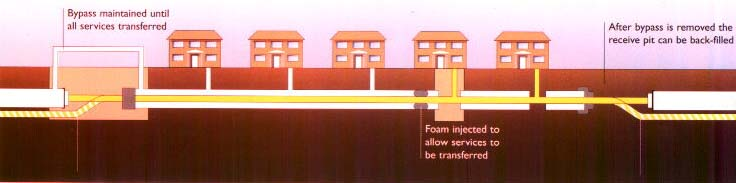 Bypass maintained until
all services transferred
After bypass is removed the
receive pit can be back-filled
Foam injected to
allow services to
be transferred